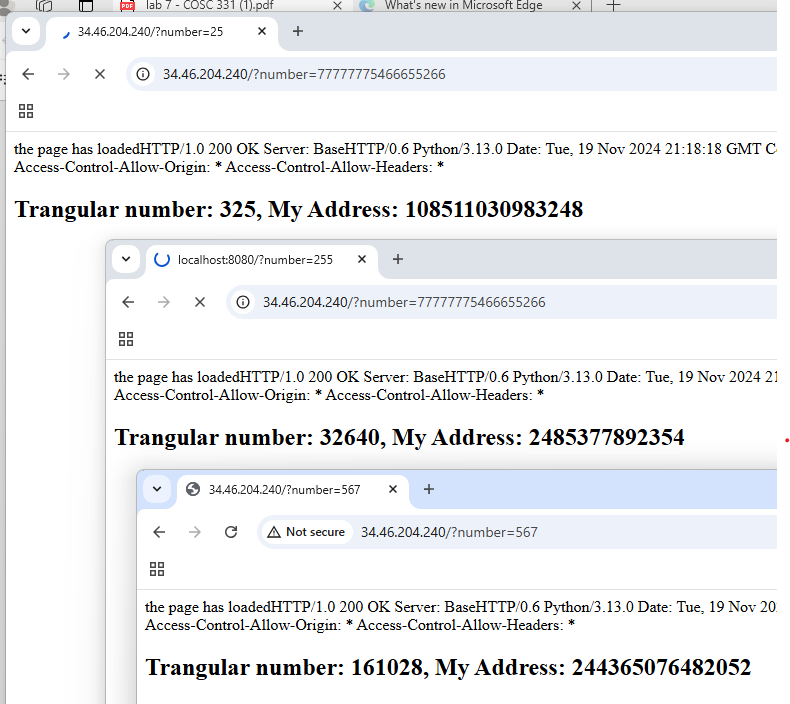 lab 7 - COSC 331 (1).pdf
What's new in Microsoft Edge
34.46.204.240/?number=25
34.46.204.240/?number=77777775466655266
the page has loadedHTTP/1.0 200 OK Server: BaseHTTP/0.6 Python/3.13.0 Date: Tue, 19 Nov 2024 21:18:18 GMT
Access-Control-Allow-Origin: * Access-Control-Allow-Headers: *
Trangular number: 325, My Address: 108511030983248
localhost:8080/?number=255
34.46.204.240/?number=77777775466655266
the page has loadedHTTP/1.0 200 OK Server: BaseHTTP/0.6 Python/3.13.0 Date: Tue, 19 Nov 2024 21
Access-Control-Allow-Origin: * Access-Control-Allow-Headers: *
Trangular number: 32640, My Address: 2485377892354
34.46.204.240/?number=567
Not secure 34.46.204.240/?number=567
the page has loadedHTTP/1.0 200 OK Server: BaseHTTP/0.6 Python/3.13.0 Date: Tue, 19 Nov 20
Access-Control-Allow-Origin: * Access-Control-Allow-Headers: *
Trangular number: 161028, My Address: 244365076482052